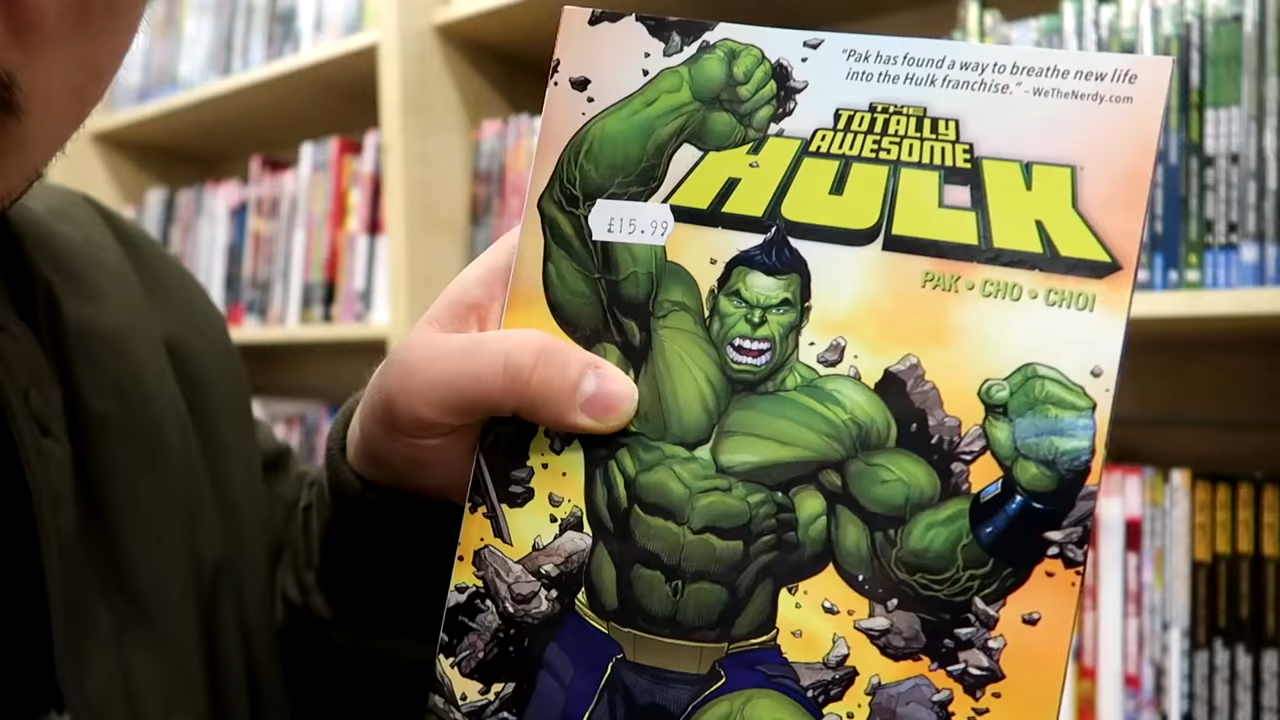 “Pak has found a way to breathe new life
into the Hulk franchise.” – WeTheNerdy.com
THE
TOTALLY
AWESOME
HULK
£15.99
PAK • CHO • CHOI